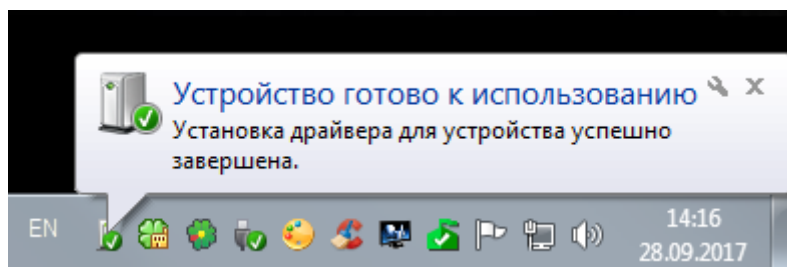 Устройство готово к использованию
Установка драйвера для устройства успешно
завершена.
EN
14:16
28.09.2017